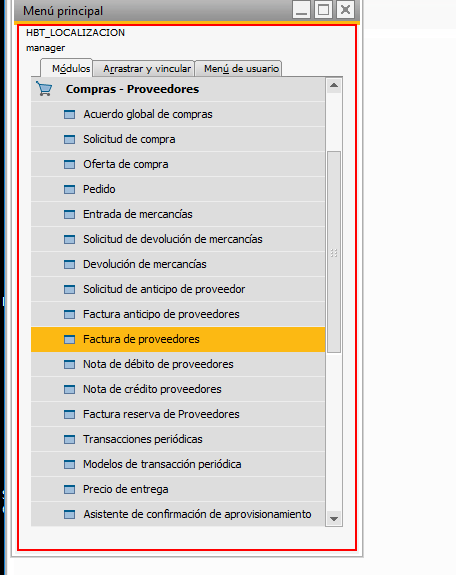 Menú principal
HBT_LOCALIZACION
manager
Módulos Arrastrar y vincular Menú de usuario
Compras - Proveedores
Acuerdo global de compras
Solicitud de compra
Oferta de compra
Pedido
Entrada de mercancías
Solicitud de devolución de mercancías
Devolución de mercancías
Solicitud de anticipo de proveedor
Factura anticipo de proveedores
Factura de proveedores
Nota de débito de proveedores
Nota de crédito proveedores
Factura reserva de Proveedores
Transacciones periódicas
Modelos de transacción periódica
Precio de entrega
Asistente de confirmación de aprovisionamiento